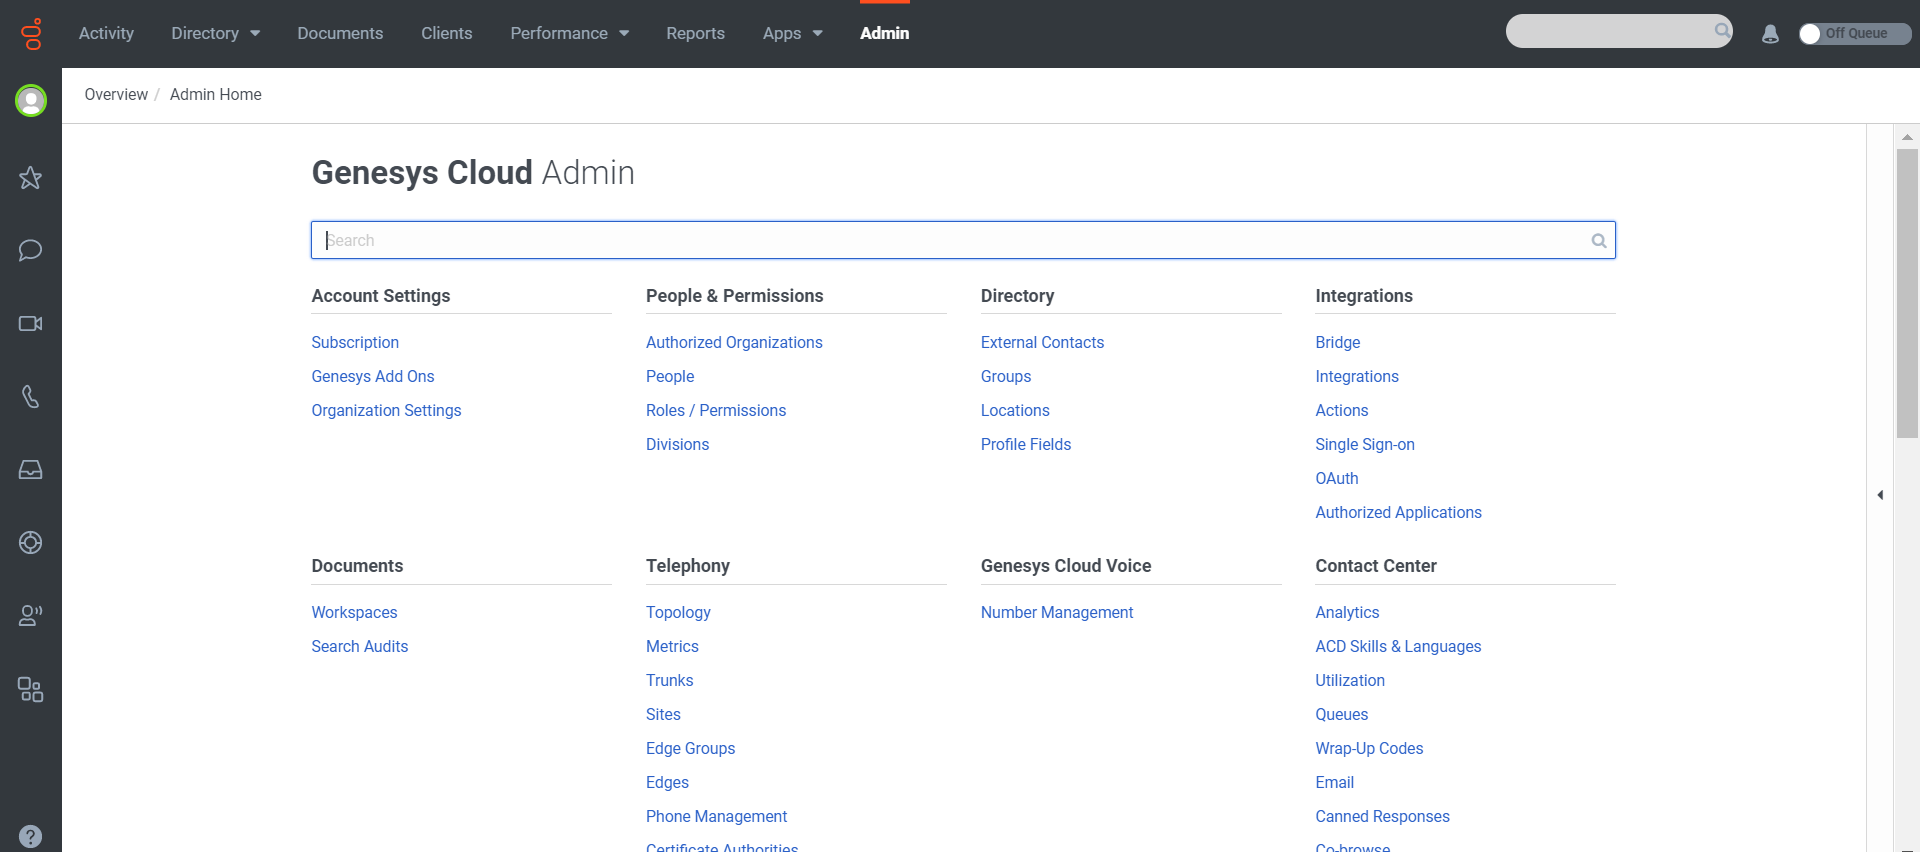 Activity Directory Documents Clients Performance Reports Apps Admin Off Queue
Overview / Admin Home
Genesys Cloud Admin
Search
Account Settings
Subscription
Genesys Add Ons
Organization Settings
People & Permissions
Authorized Organizations
People
Roles / Permissions
Divisions
Directory
External Contacts
Groups
Locations
Profile Fields
Integrations
Bridge
Integrations
Actions
Single Sign-on
OAuth
Authorized Applications
Documents
Workspaces
Search Audits
Telephony
Topology
Metrics
Trunks
Sites
Edge Groups
Edges
Phone Management
Certificate Authorities
Genesys Cloud Voice
Number Management
Contact Center
Analytics
ACD Skills & Languages
Utilization
Queues
Wrap-Up Codes
Email
Canned Responses
Co-browse